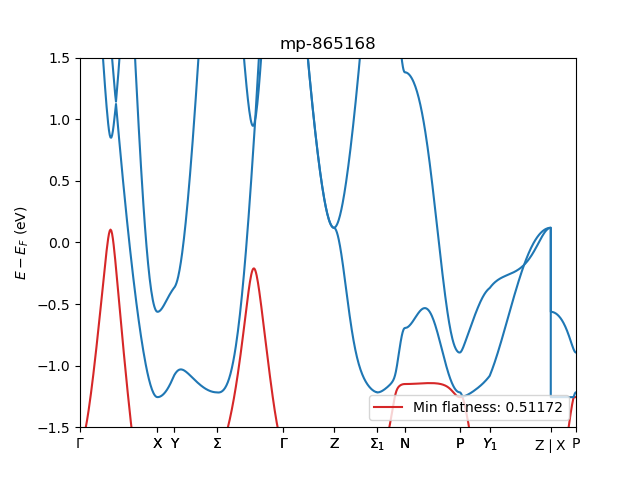 mp-865168
1.5
1.0
0.5
0.0
−0.5
−1.0
−1.5
E − E_F (eV)
Γ X Y Σ Γ Z Σ₁ N P Y₁ Z | X P
Min flatness: 0.51172